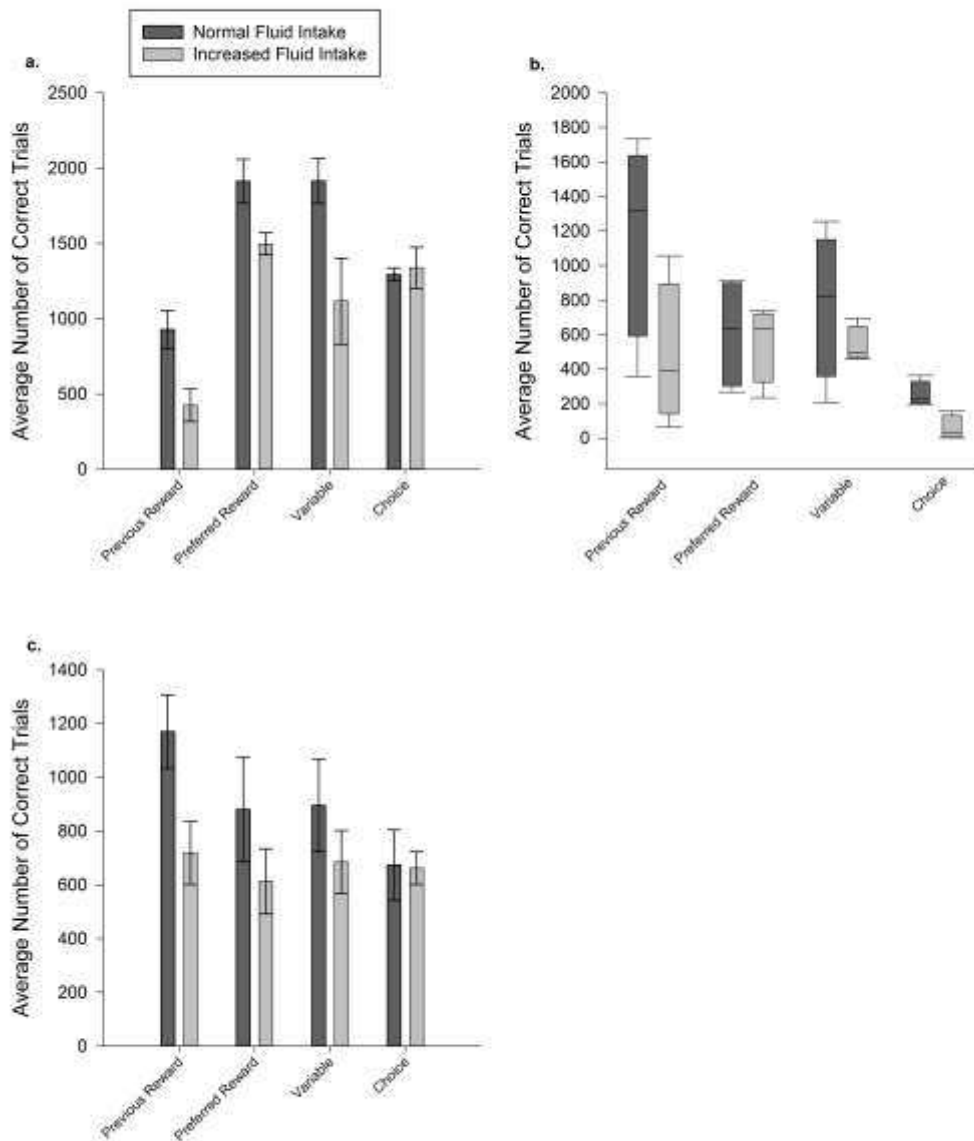 Normal Fluid Intake
Increased Fluid Intake
a.
Average Number of Correct Trials
2500
2000
1500
1000
500
0
Previous Reward
Preferred Reward
Variable
Choice
b.
Average Number of Correct Trials
2000
1800
1600
1400
1200
1000
800
600
400
200
0
Previous Reward
Preferred Reward
Variable
Choice
c.
Average Number of Correct Trials
1400
1200
1000
800
600
400
200
0
Previous Reward
Preferred Reward
Variable
Choice